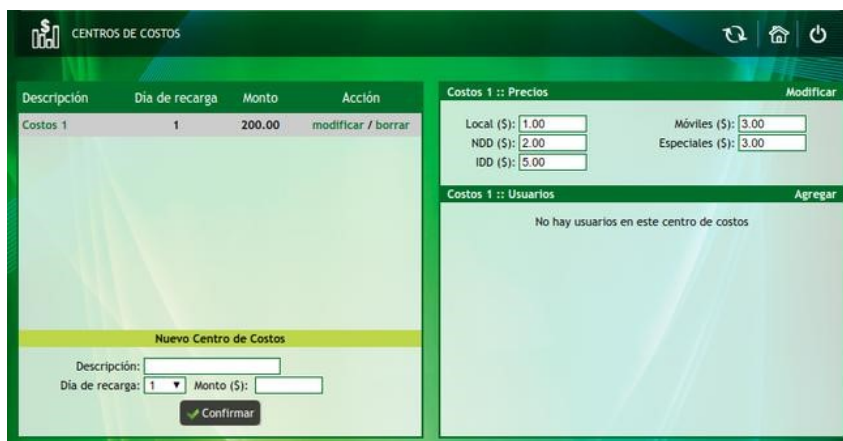 CENTROS DE COSTOS
Descripción Día de recarga Monto Acción
Costos 1 1 200.00 modificar / borrar
Nuevo Centro de Costos
Descripción:
Día de recarga: 1 Monto ($):
Confirmar
Costos 1 :: Precios Modificar
Local ($): 1.00 Móviles ($): 3.00
NDD ($): 2.00 Especiales ($): 3.00
IDD ($): 5.00
Costos 1 :: Usuarios Agregar
No hay usuarios en este centro de costos